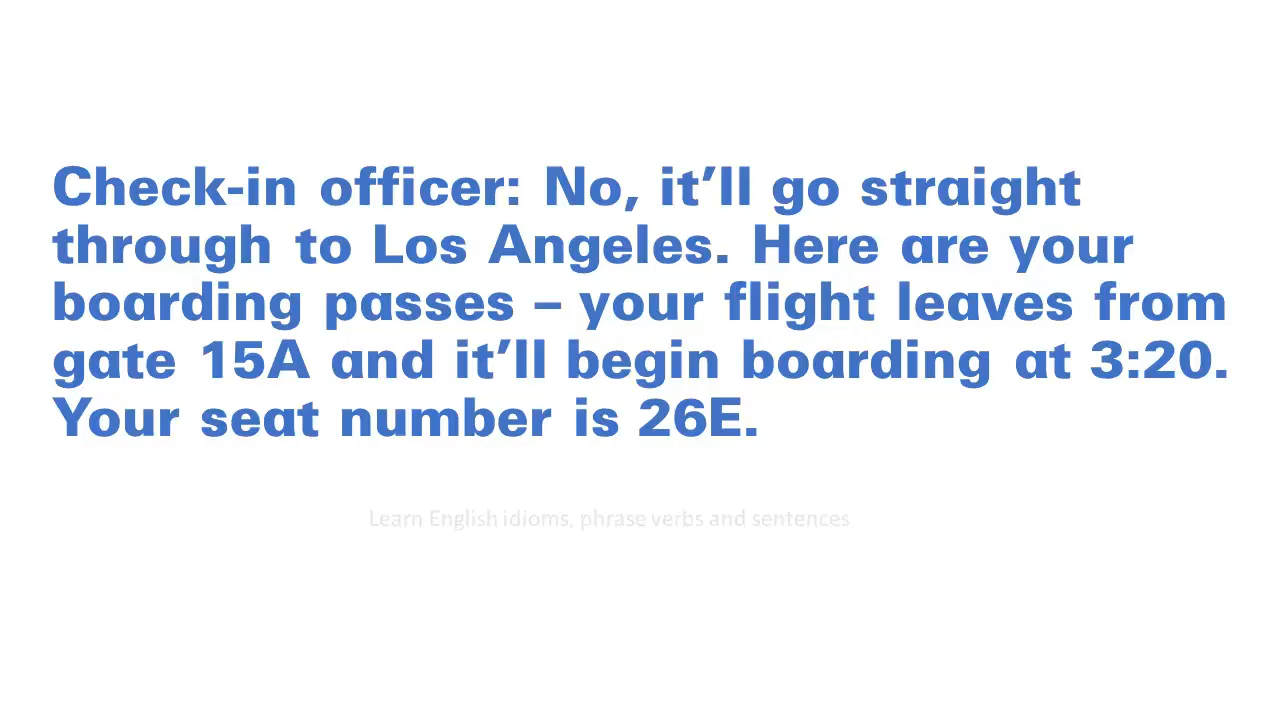 Check-in officer: No, it’ll go straight
through to Los Angeles. Here are your
boarding passes – your flight leaves from
gate 15A and it’ll begin boarding at 3:20.
Your seat number is 26E.
Learn English idioms, phrase verbs and sentences